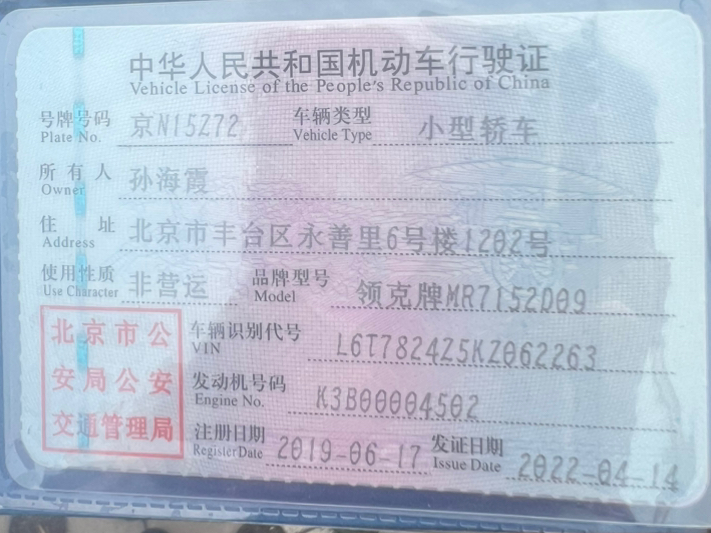 中华人民共和国机动车行驶证
Vehicle License of the People's Republic of China
号牌号码 京N15Z72 车辆类型 小型轿车
Plate No. Vehicle Type
所有人 孙海霞
Owner
住址 北京市丰台区永善里6号楼1202号
Address
使用性质 非营运 品牌型号 领克牌MR7152D09
Use Character Model
北京市公安局公安交通管理局
车辆识别代号 L6T7824Z5KZ062263
VIN
发动机号码 K3B00004502
Engine No.
注册日期 2019-06-17 发证日期 2022-04-14
Register Date Issue Date